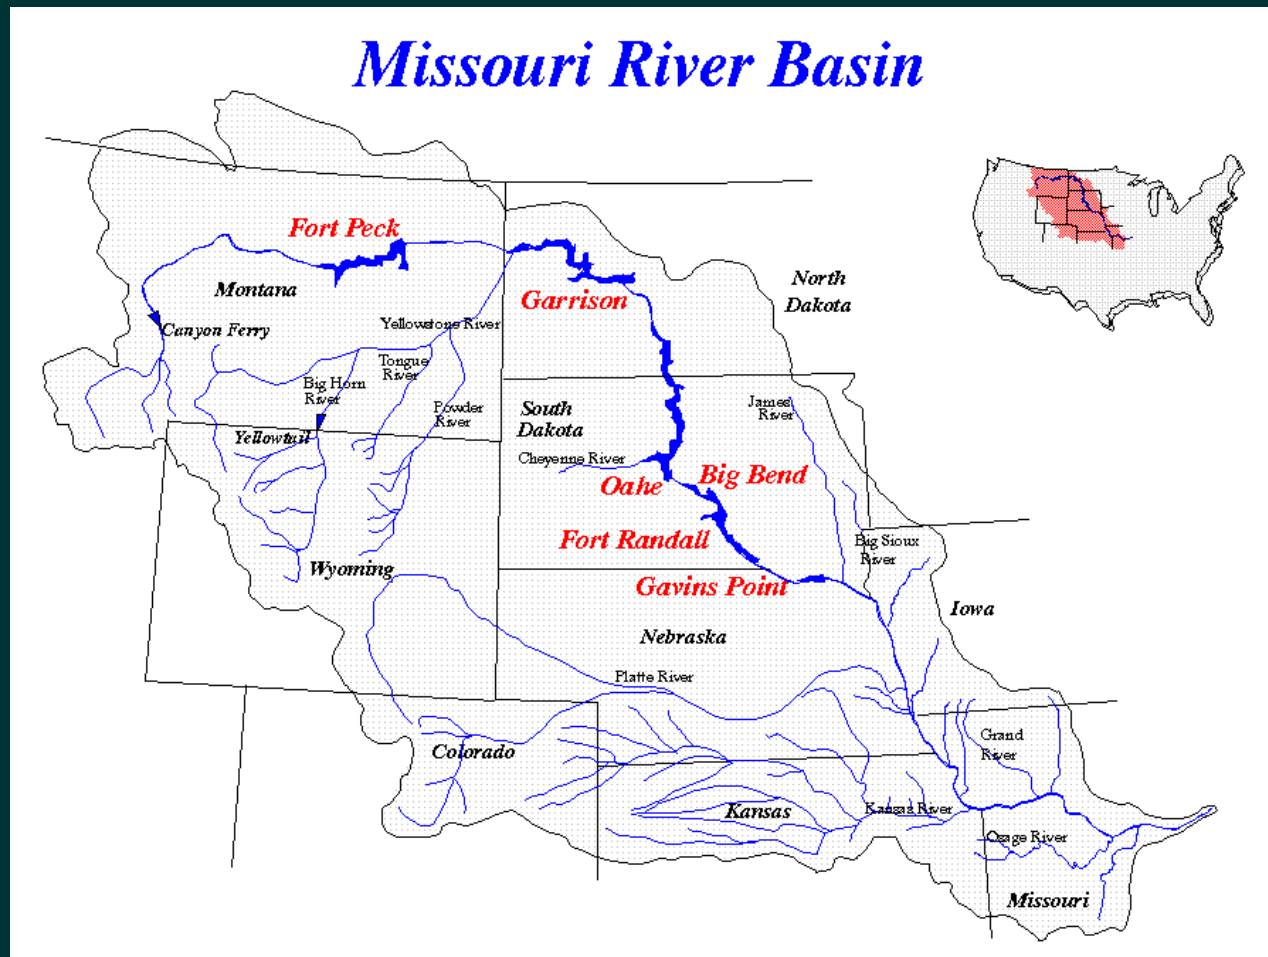 Missouri River Basin
Fort Peck
Montana
Garrison
North
Dakota
Canyon Ferry
Yellowstone River
Tongue
River
Big Horn
River
Powder
River
Yellowtail
South
Dakota
James
River
Cheyenne River
Oahe
Big Bend
Fort Randall
Big Sioux
River
Wyoming
Gavins Point
Iowa
Nebraska
Platte River
Colorado
Grand
River
Kansas
Kansas River
Osage River
Missouri